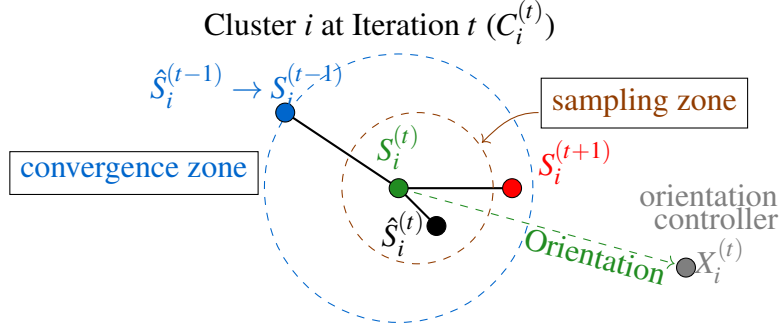 Cluster i at Iteration t (C_i^{(t)})
Ŝ_i^{(t−1)} → S_i^{(t−1)}
sampling zone
convergence zone
S_i^{(t)}
S_i^{(t+1)}
Ŝ_i^{(t)}
Orientation
orientation
controller
X_i^{(t)}